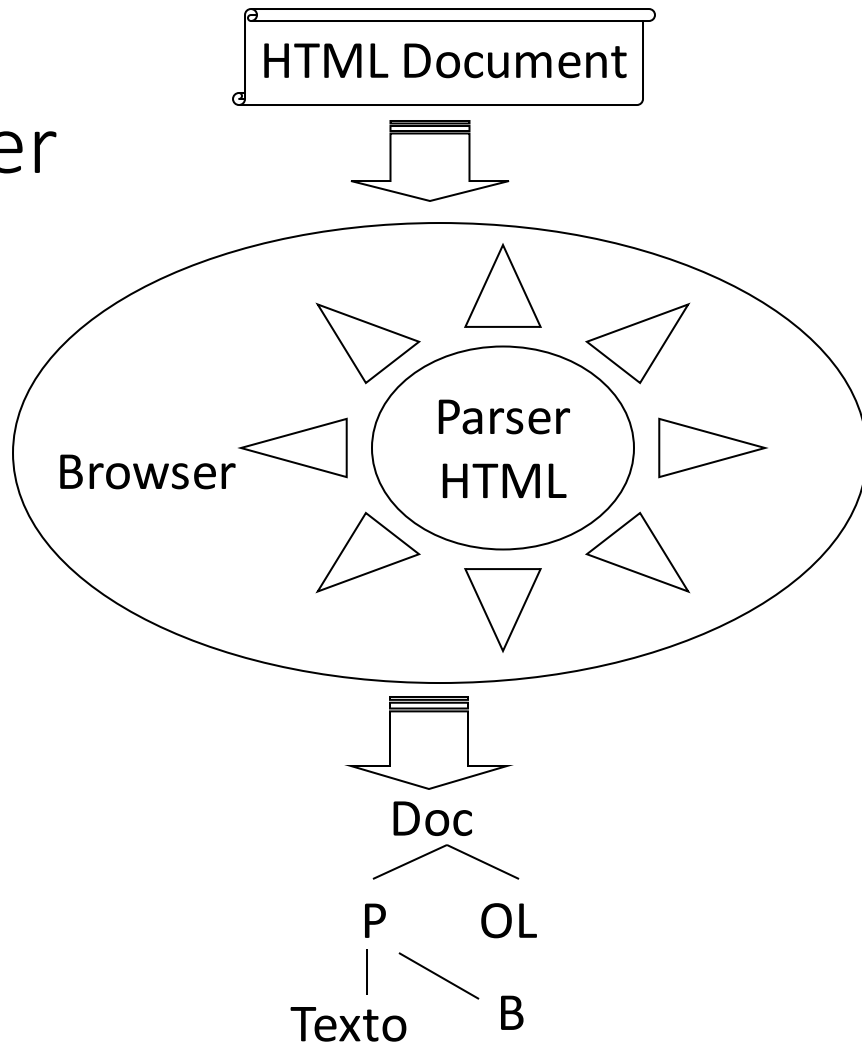 HTML Document
er
Parser
HTML
Browser
Doc
P OL
Texto B